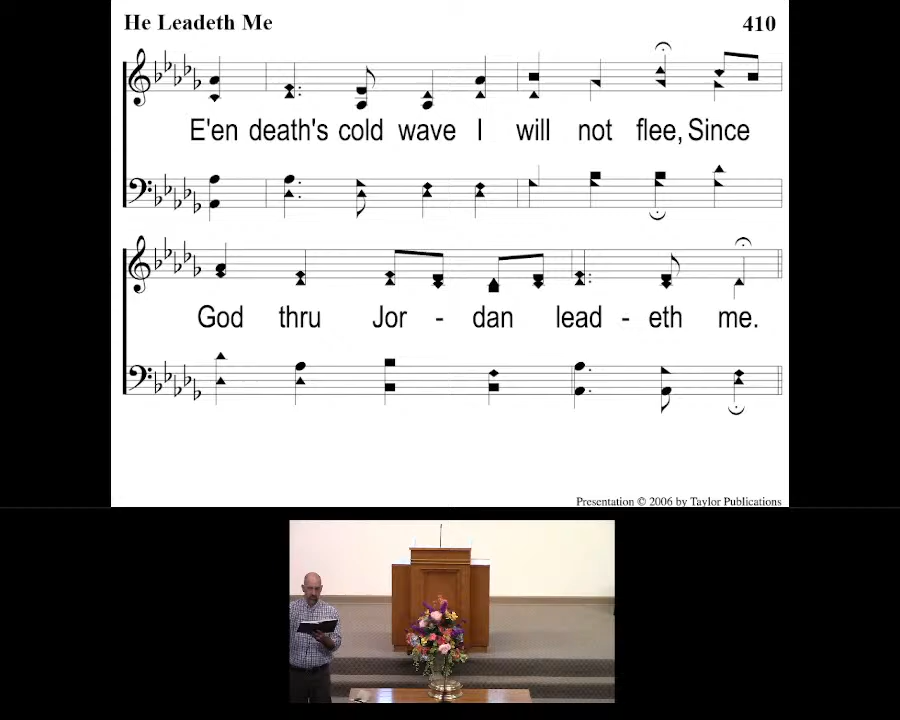 He Leadeth Me
410
E'en death's cold wave I will not flee, Since
God thru Jor - dan lead - eth me.
Presentation © 2006 by Taylor Publications